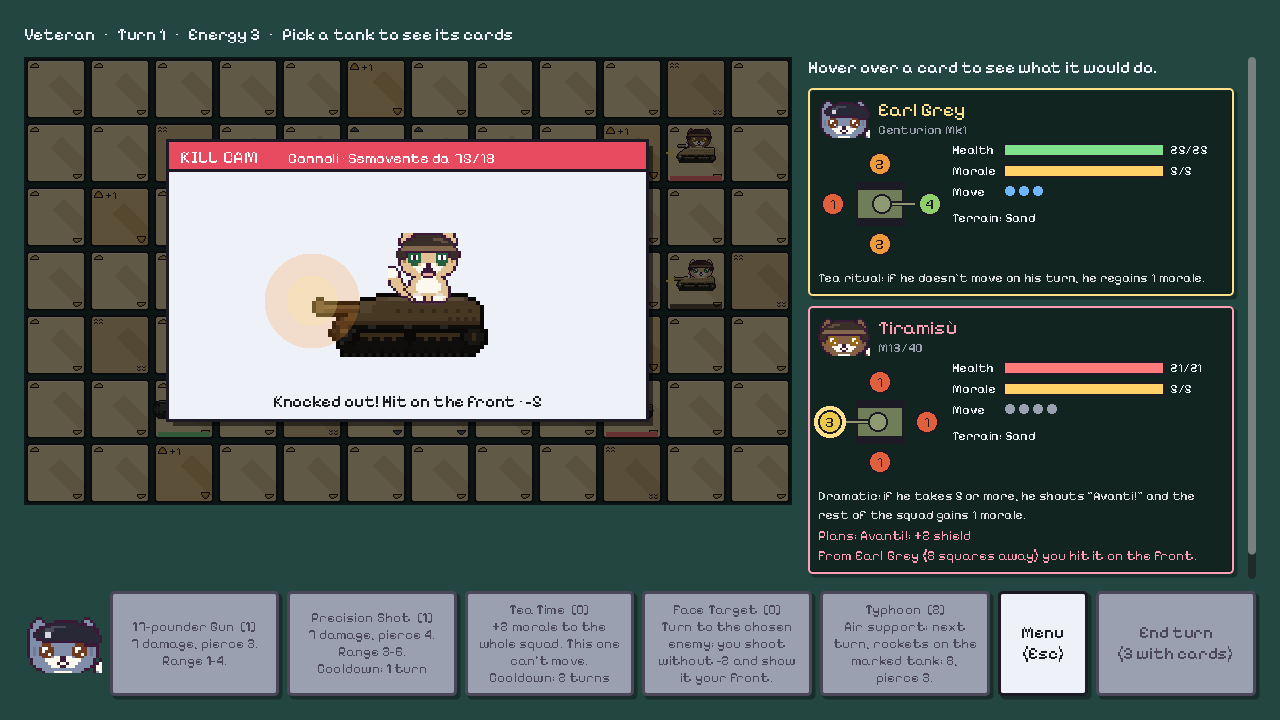 Veteran · Turn 1 · Energy 3 · Pick a tank to see its cards
Hover over a card to see what it would do.
+1
+1
+1
+1
KILL CAM
Cannoli · Semovente da 75/18
Knocked out! Hit on the front · -5
Earl Grey
Centurion Mk1
2
1
4
2
Health 25/25
Morale 5/5
Move
Terrain: Sand
Tea ritual: if he doesn't move on his turn, he regains 1 morale.
Tiramisù
M13/40
1
3
1
1
Health 21/21
Morale 5/5
Move
Terrain: Sand
Dramatic: if he takes 5 or more, he shouts "Avanti!" and the
rest of the squad gains 1 morale.
Plans: Avanti!: +2 shield
From Earl Grey (8 squares away) you hit it on the front.
17-pounder Gun (1)
7 damage, pierce 3.
Range 1-4.
Precision Shot (1)
7 damage, pierce 4.
Range 3-6.
Cooldown: 1 turn
Tea Time (0)
+2 morale to the
whole squad. This one
can't move.
Cooldown: 2 turns
Face Target (0)
Turn to the chosen
enemy: you shoot
without -2 and show
it your front.
Typhoon (2)
Air support: next
turn, rockets on the
marked tank: 8,
pierce 3.
Menu
(Esc)
End turn
(3 with cards)